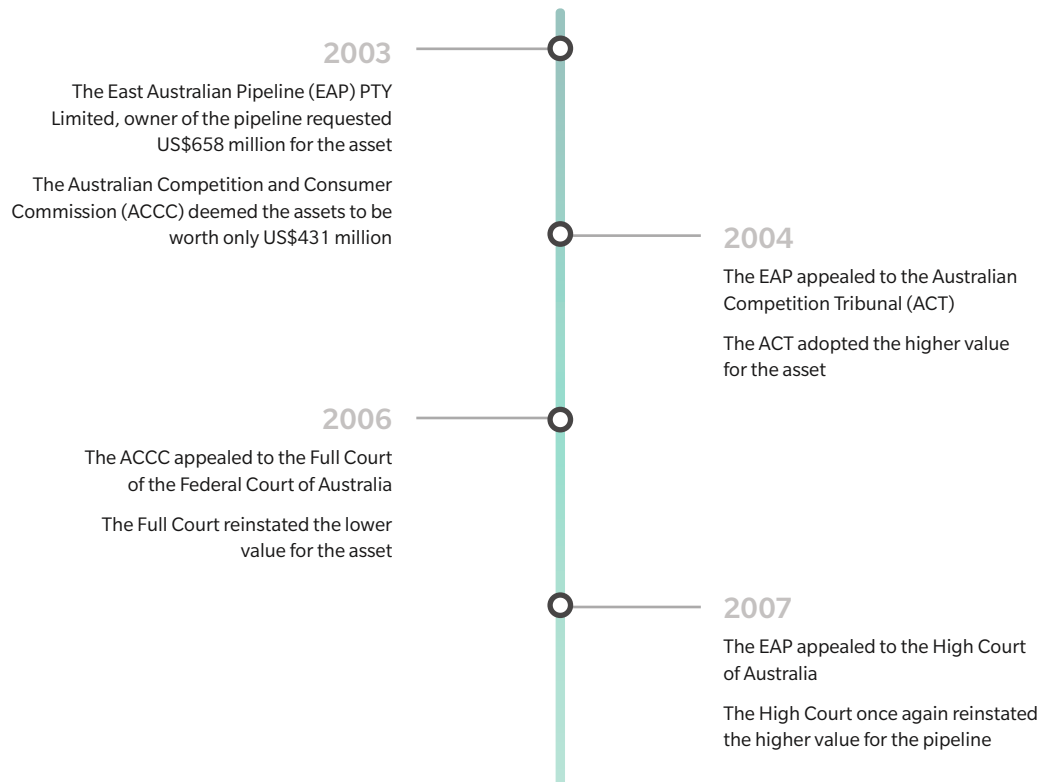 2003
The East Australian Pipeline (EAP) PTY
Limited, owner of the pipeline requested
US$658 million for the asset
The Australian Competition and Consumer
Commission (ACCC) deemed the assets to be
worth only US$431 million
2004
The EAP appealed to the Australian
Competition Tribunal (ACT)
The ACT adopted the higher value
for the asset
2006
The ACCC appealed to the Full Court
of the Federal Court of Australia
The Full Court reinstated the lower
value for the asset
2007
The EAP appealed to the High Court
of Australia
The High Court once again reinstated
the higher value for the pipeline